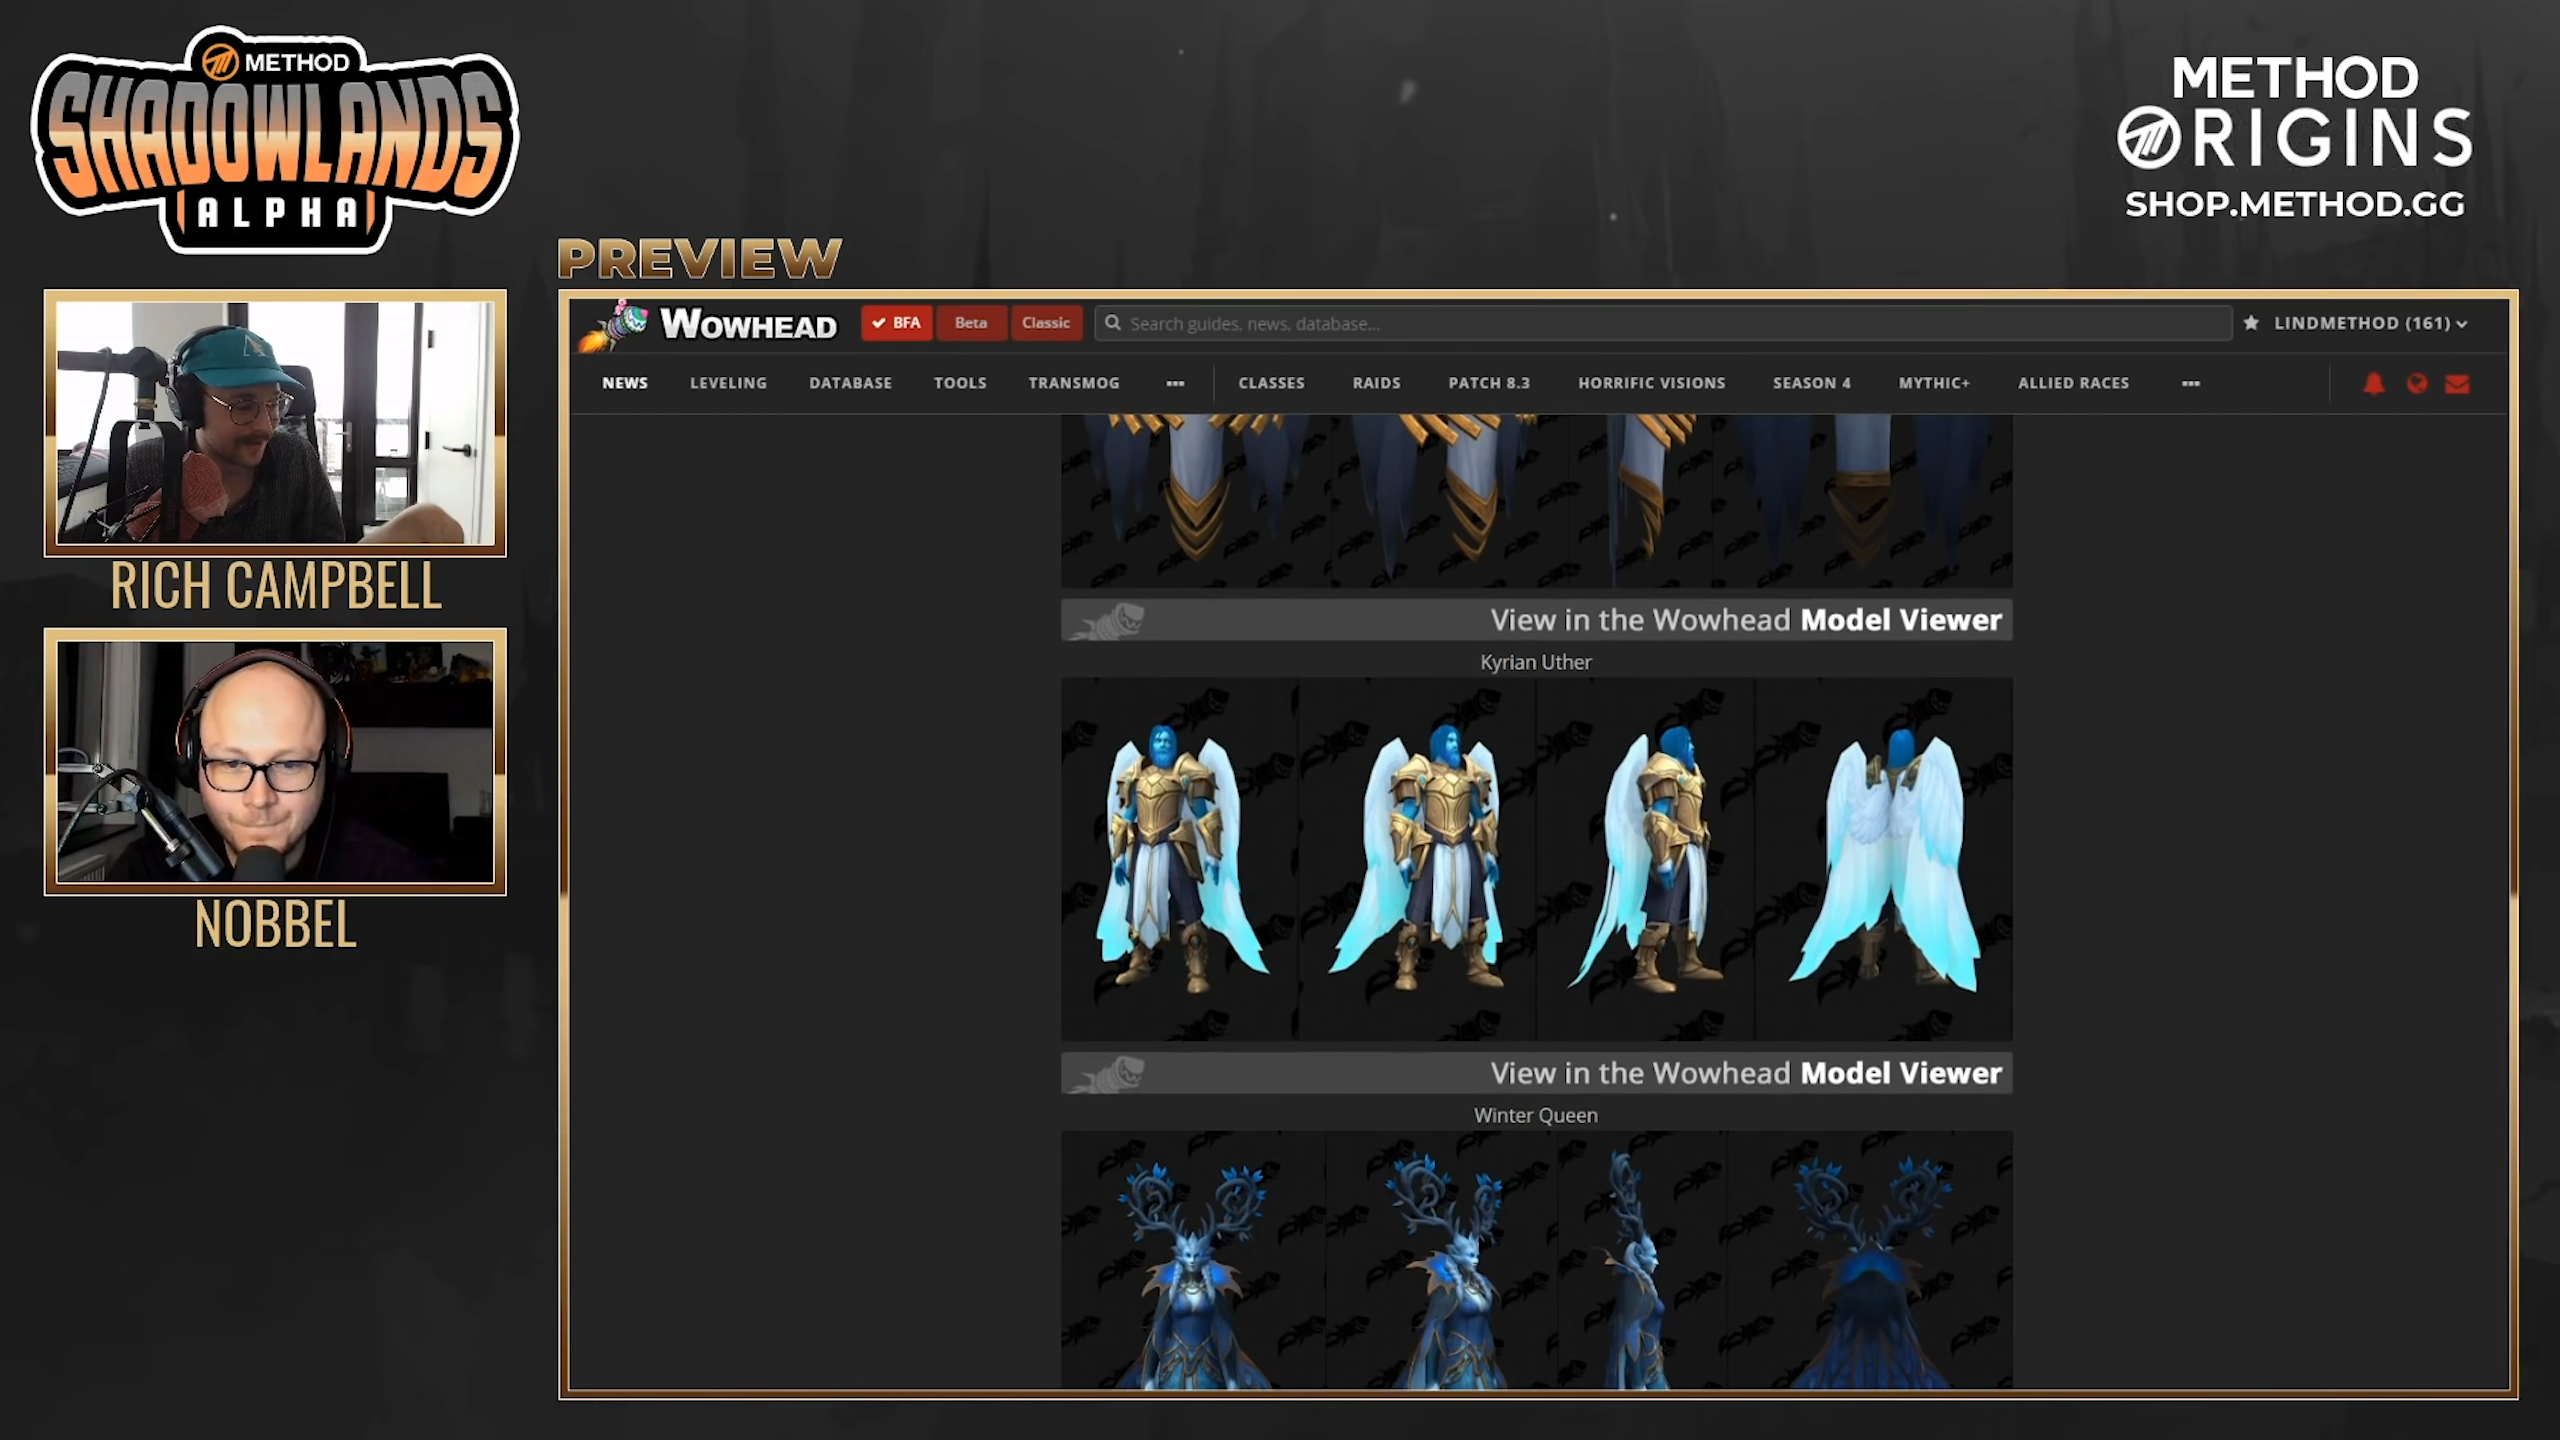 METHOD
SHADOWLANDS
ALPHA
METHOD
ORIGINS
SHOP.METHOD.GG
PREVIEW
RICH CAMPBELL
NOBBEL
WOWHEAD
BFA
Beta
Classic
Search guides, news, database...
LINDMETHOD (161)
NEWS
LEVELING
DATABASE
TOOLS
TRANSMOG
CLASSES
RAIDS
PATCH 8.3
HORRIFIC VISIONS
SEASON 4
MYTHIC+
ALLIED RACES
View in the Wowhead Model Viewer
Kyrian Uther
View in the Wowhead Model Viewer
Winter Queen